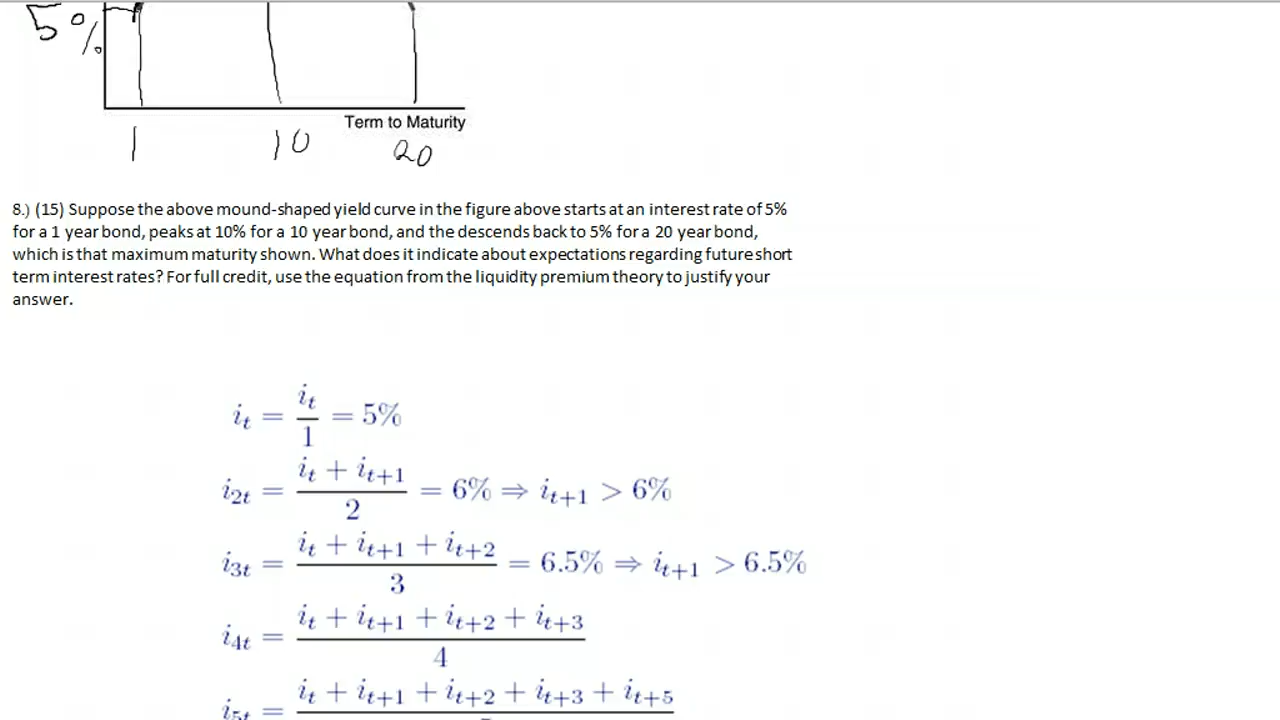 5%
Term to Maturity
1 10 20
8.) (15) Suppose the above mound-shaped yield curve in the figure above starts at an interest rate of 5%
for a 1 year bond, peaks at 10% for a 10 year bond, and the descends back to 5% for a 20 year bond,
which is that maximum maturity shown. What does it indicate about expectations regarding future short
term interest rates? For full credit, use the equation from the liquidity premium theory to justify your
answer.
i_t = i_t / 1 = 5%
i_{2t} = (i_t + i_{t+1}) / 2 = 6% ⇒ i_{t+1} > 6%
i_{3t} = (i_t + i_{t+1} + i_{t+2}) / 3 = 6.5% ⇒ i_{t+1} > 6.5%
i_{4t} = (i_t + i_{t+1} + i_{t+2} + i_{t+3}) / 4
i_{5t} = i_t + i_{t+1} + i_{t+2} + i_{t+3} + i_{t+5}